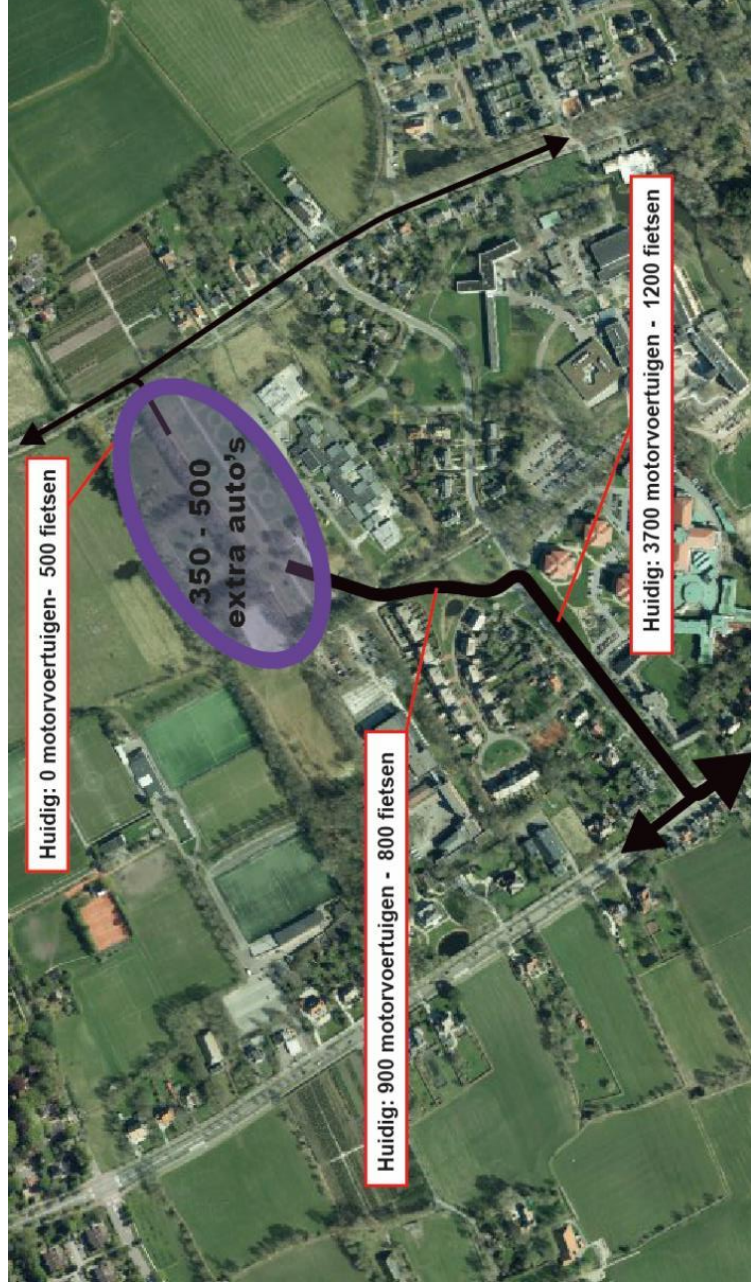 Huidig: 0 motorvoertuigen- 500 fietsen
350 - 500
extra auto's
Huidig: 900 motorvoertuigen - 800 fietsen
Huidig: 3700 motorvoertuigen - 1200 fietsen